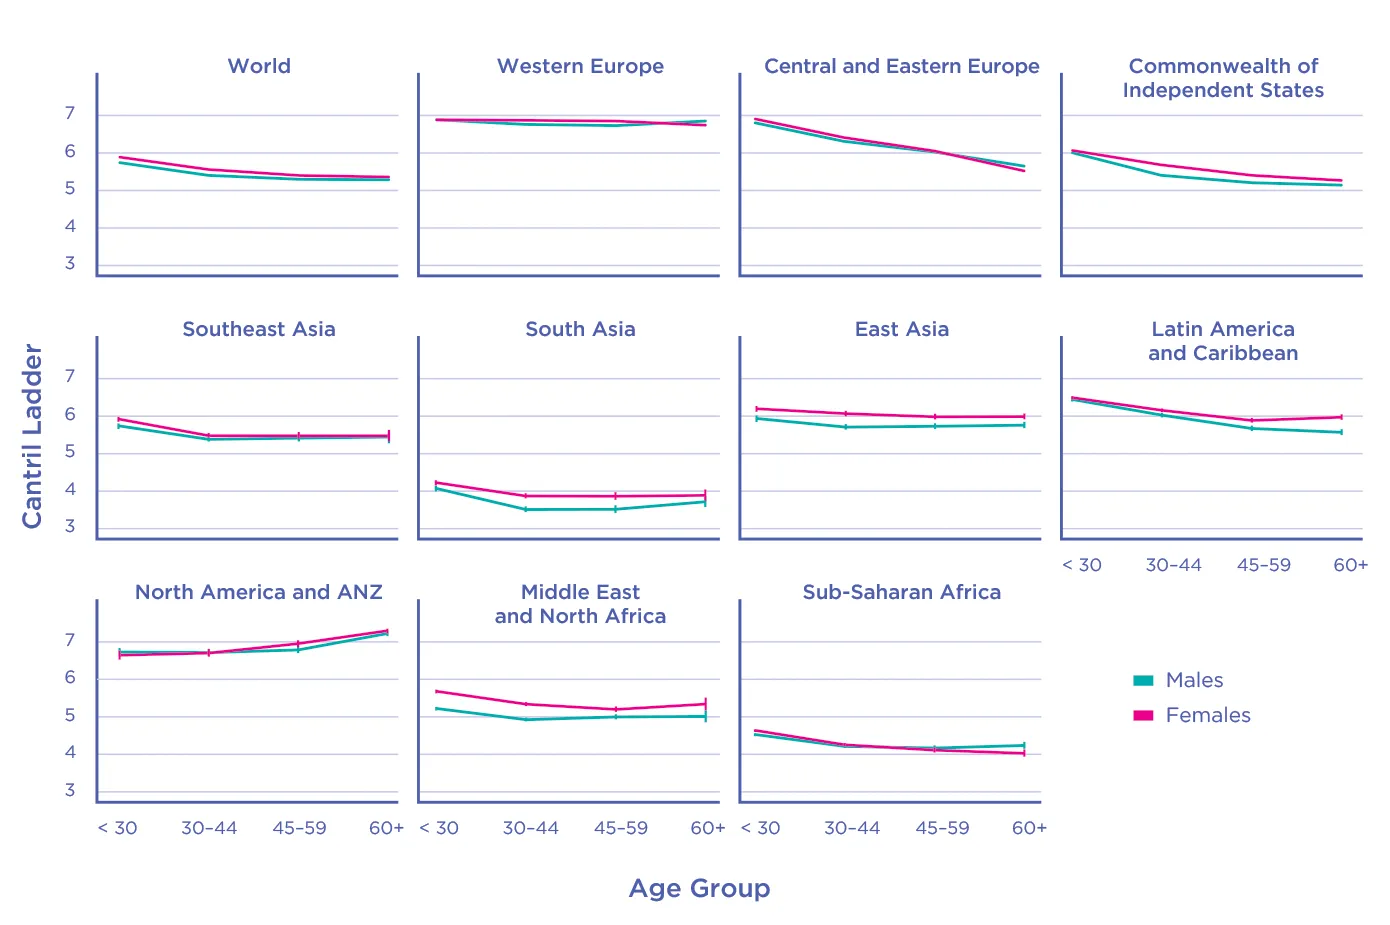 World
Western Europe
Central and Eastern Europe
Commonwealth of
Independent States
7
6
5
4
3
Southeast Asia
South Asia
East Asia
Latin America
and Caribbean
7
6
5
4
3
< 30 30–44 45–59 60+
North America and ANZ
Middle East
and North Africa
Sub-Saharan Africa
7
6
5
4
3
< 30 30–44 45–59 60+
< 30 30–44 45–59 60+
< 30 30–44 45–59 60+
Males
Females
Cantril Ladder
Age Group